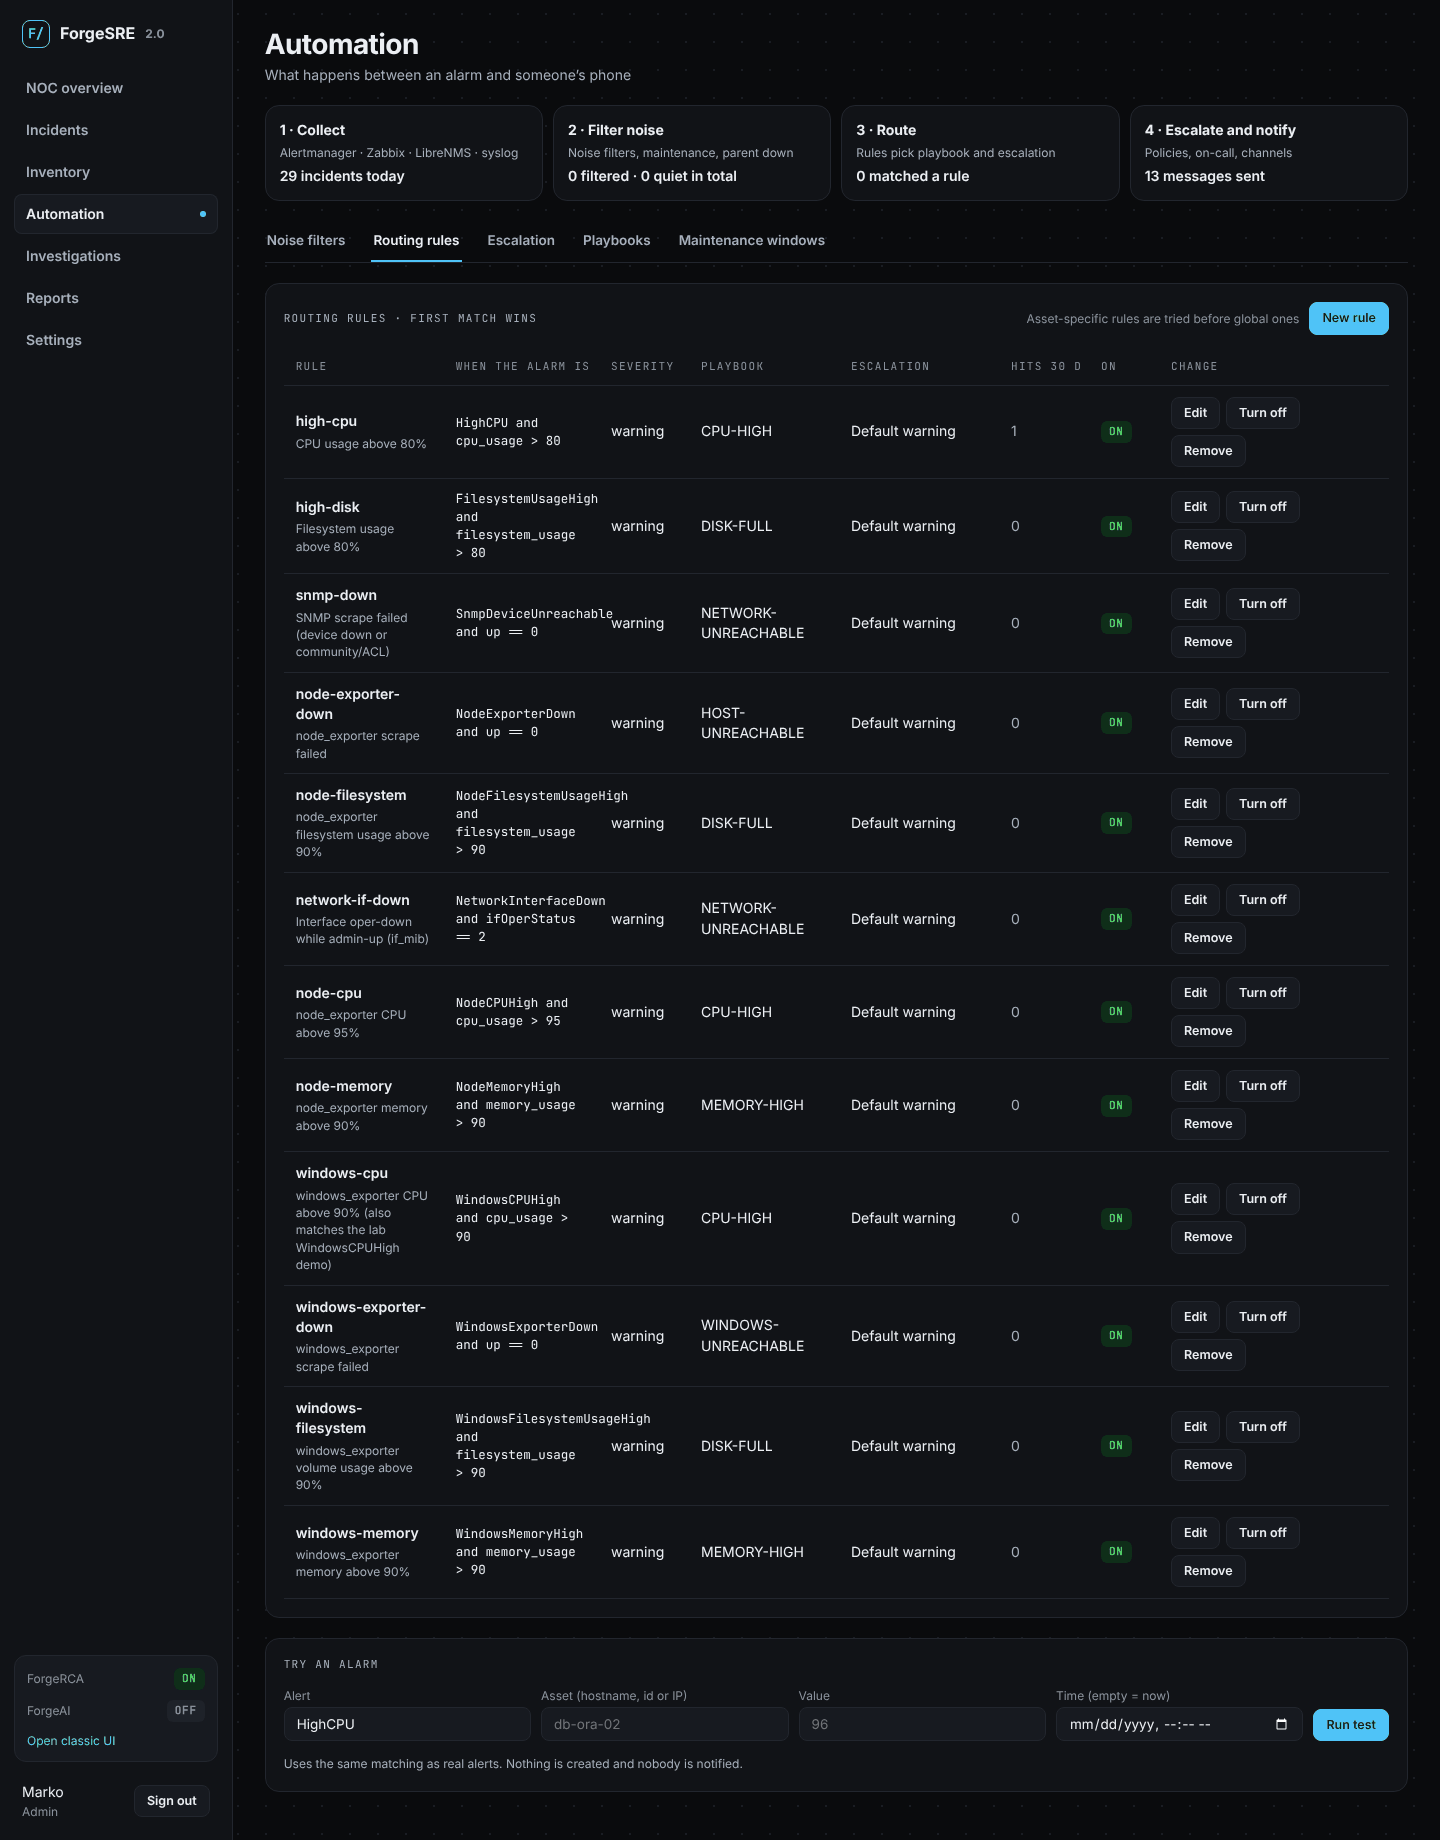 F/ ForgeSRE 2.0
NOC overview
Incidents
Inventory
Automation
Investigations
Reports
Settings
ForgeRCA ON
ForgeAI OFF
Open classic UI
Marko
Admin
Sign out
Automation
What happens between an alarm and someone's phone
1 · Collect
Alertmanager · Zabbix · LibreNMS · syslog
29 incidents today
2 · Filter noise
Noise filters, maintenance, parent down
0 filtered · 0 quiet in total
3 · Route
Rules pick playbook and escalation
0 matched a rule
4 · Escalate and notify
Policies, on-call, channels
13 messages sent
Noise filters Routing rules Escalation Playbooks Maintenance windows
ROUTING RULES · FIRST MATCH WINS
Asset-specific rules are tried before global ones New rule
RULE WHEN THE ALARM IS SEVERITY PLAYBOOK ESCALATION HITS 30 D ON CHANGE
high-cpu
CPU usage above 80%
HighCPU and
cpu_usage > 80
warning CPU-HIGH Default warning 1 ON
Edit Turn off
Remove
high-disk
Filesystem usage
above 80%
FilesystemUsageHigh
and
filesystem_usage
> 80
warning DISK-FULL Default warning 0 ON
Edit Turn off
Remove
snmp-down
SNMP scrape failed
(device down or
community/ACL)
SnmpDeviceUnreachable
and up == 0
warning
NETWORK-
UNREACHABLE
Default warning 0 ON
Edit Turn off
Remove
node-exporter-
down
node_exporter scrape
failed
NodeExporterDown
and up == 0
warning
HOST-
UNREACHABLE
Default warning 0 ON
Edit Turn off
Remove
node-filesystem
node_exporter
filesystem usage above
90%
NodeFilesystemUsageHigh
and
filesystem_usage
> 90
warning DISK-FULL Default warning 0 ON
Edit Turn off
Remove
network-if-down
Interface oper-down
while admin-up (if_mib)
NetworkInterfaceDown
and ifOperStatus
== 2
warning
NETWORK-
UNREACHABLE
Default warning 0 ON
Edit Turn off
Remove
node-cpu
node_exporter CPU
above 95%
NodeCPUHigh and
cpu_usage > 95
warning CPU-HIGH Default warning 0 ON
Edit Turn off
Remove
node-memory
node_exporter memory
above 90%
NodeMemoryHigh
and memory_usage
> 90
warning MEMORY-HIGH Default warning 0 ON
Edit Turn off
Remove
windows-cpu
windows_exporter CPU
above 90% (also
matches the lab
WindowsCPUHigh
demo)
WindowsCPUHigh
and cpu_usage >
90
warning CPU-HIGH Default warning 0 ON
Edit Turn off
Remove
windows-exporter-
down
windows_exporter
scrape failed
WindowsExporterDown
and up == 0
warning
WINDOWS-
UNREACHABLE
Default warning 0 ON
Edit Turn off
Remove
windows-
filesystem
windows_exporter
volume usage above
90%
WindowsFilesystemUsageHigh
and
filesystem_usage
> 90
warning DISK-FULL Default warning 0 ON
Edit Turn off
Remove
windows-memory
windows_exporter
memory above 90%
WindowsMemoryHigh
and memory_usage
> 90
warning MEMORY-HIGH Default warning 0 ON
Edit Turn off
Remove
TRY AN ALARM
Alert Asset (hostname, id or IP) Value Time (empty = now)
HighCPU db-ora-02 96 mm/dd/yyyy, --:-- -- Run test
Uses the same matching as real alerts. Nothing is created and nobody is notified.